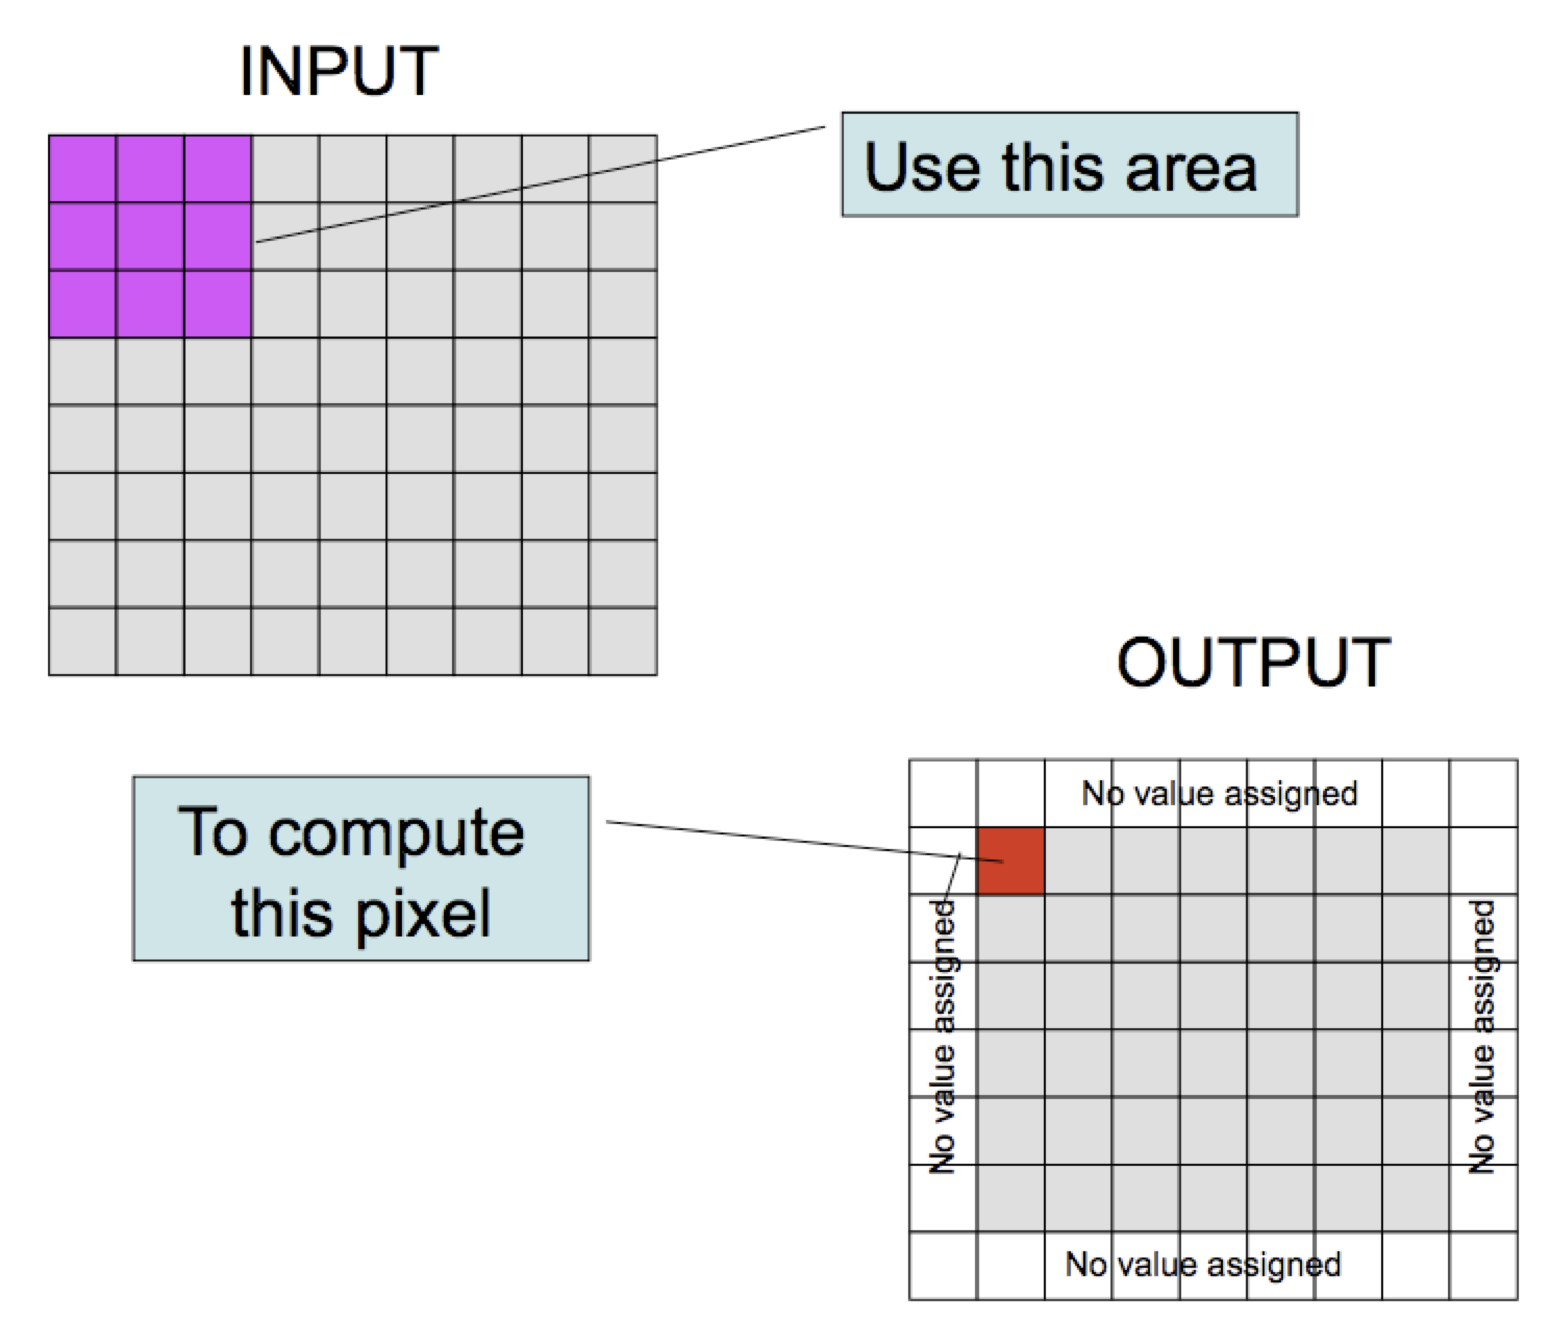 INPUT
Use this area
OUTPUT
To compute
this pixel
No value assigned
No value assigned
No value assigned
No value assigned